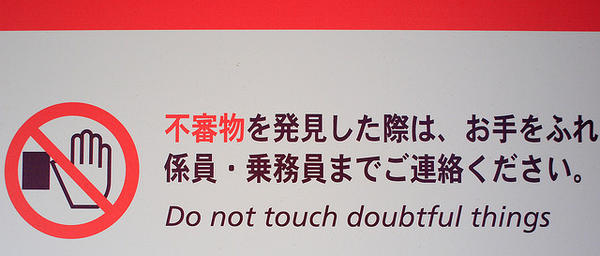 不審物を発見した際は、お手をふれ
係員・乗務員までご連絡ください。
Do not touch doubtful things